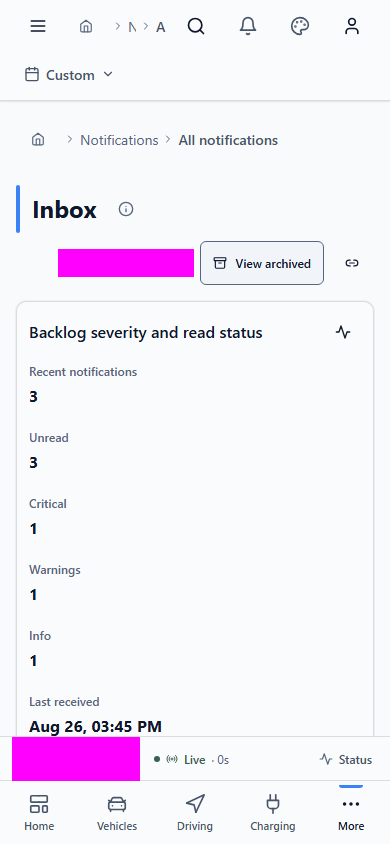 N A
Custom
Notifications All notifications
Inbox
View archived
Backlog severity and read status
Recent notifications
3
Unread
3
Critical
1
Warnings
1
Info
1
Last received
Aug 26, 03:45 PM
Live · 0s Status
Home Vehicles Driving Charging More